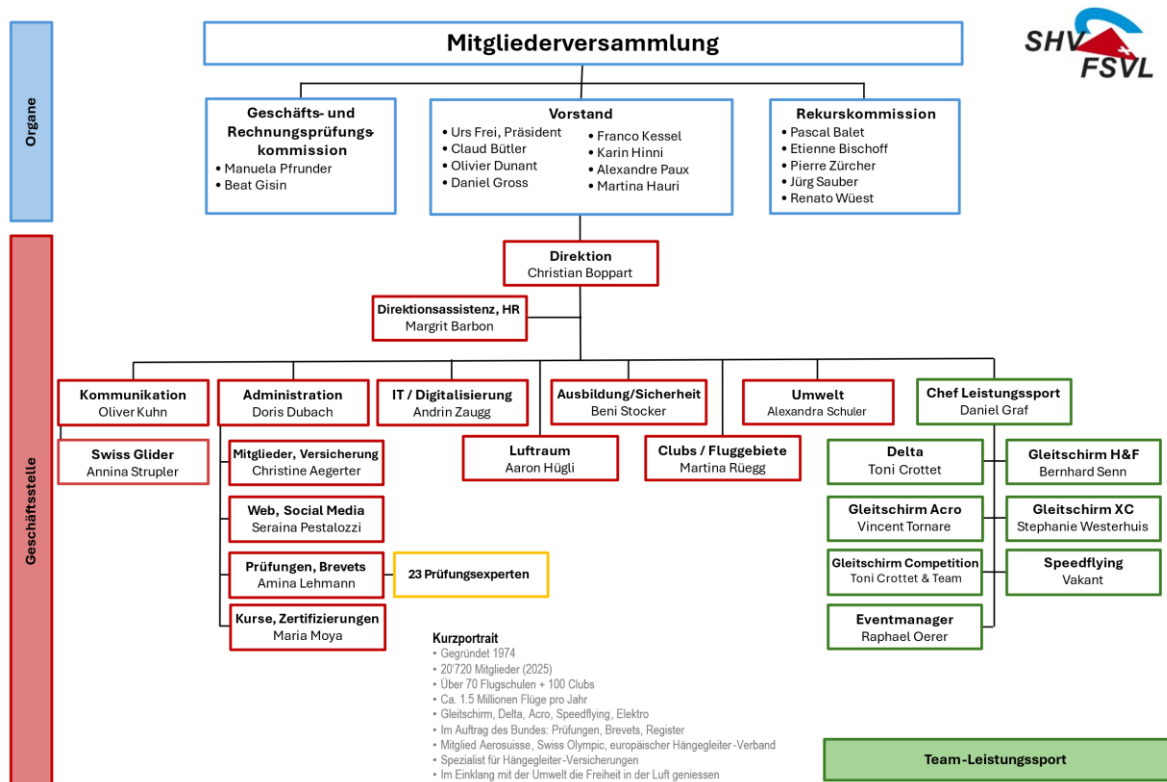 Mitgliederversammlung
SHV
FSVL
Organe
Geschäfts- und
Rechnungsprüfungs-
kommission
• Manuela Pfrunder
• Beat Gisin
Vorstand
• Urs Frei, Präsident
• Claud Bütler
• Olivier Dunant
• Daniel Gross
• Franco Kessel
• Karin Hinni
• Alexandre Paux
• Martina Hauri
Rekurskommission
• Pascal Balet
• Etienne Bischoff
• Pierre Zürcher
• Jürg Sauber
• Renato Wüest
Geschäftsstelle
Direktion
Christian Boppart
Direktionsassistenz, HR
Margrit Barbon
Kommunikation
Oliver Kuhn
Administration
Doris Dubach
IT / Digitalisierung
Andrin Zaugg
Ausbildung/Sicherheit
Beni Stocker
Umwelt
Alexandra Schuler
Chef Leistungssport
Daniel Graf
Swiss Glider
Annina Strupler
Mitglieder, Versicherung
Christine Aegerter
Luftraum
Aaron Hügli
Clubs / Fluggebiete
Martina Rüegg
Delta
Toni Crottet
Gleitschirm H&F
Bernhard Senn
Web, Social Media
Seraina Pestalozzi
Gleitschirm Acro
Vincent Tornare
Gleitschirm XC
Stephanie Westerhuis
Prüfungen, Brevets
Amina Lehmann
23 Prüfungsexperten
Gleitschirm Competition
Toni Crottet & Team
Speedflying
Vakant
Kurse, Zertifizierungen
Maria Moya
Eventmanager
Raphael Oerer
Kurzportrait
• Gegründet 1974
• 20'720 Mitglieder (2025)
• Über 70 Flugschulen + 100 Clubs
• Ca. 1.5 Millionen Flüge pro Jahr
• Gleitschirm, Delta, Acro, Speedflying, Elektro
• Im Auftrag des Bundes: Prüfungen, Brevets, Register
• Mitglied Aerosuisse, Swiss Olympic, europäischer Hängegleiter-Verband
• Spezialist für Hängegleiter-Versicherungen
• Im Einklang mit der Umwelt die Freiheit in der Luft geniessen
Team-Leistungssport